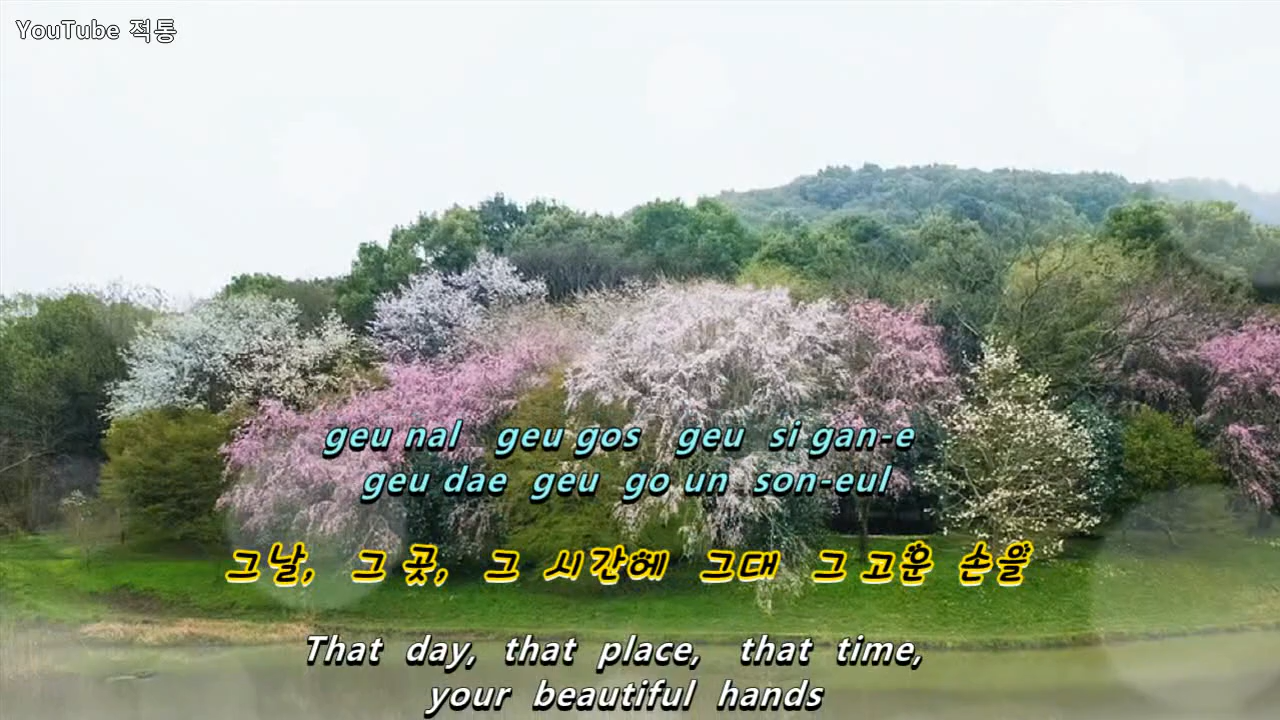 YouTube 적통
geu nal geu gos geu si gan-e
geu dae geu go un son-eul
그날, 그 곳, 그 시간헤 그대 그 고운 손을
That day, that place, that time,
your beautiful hands